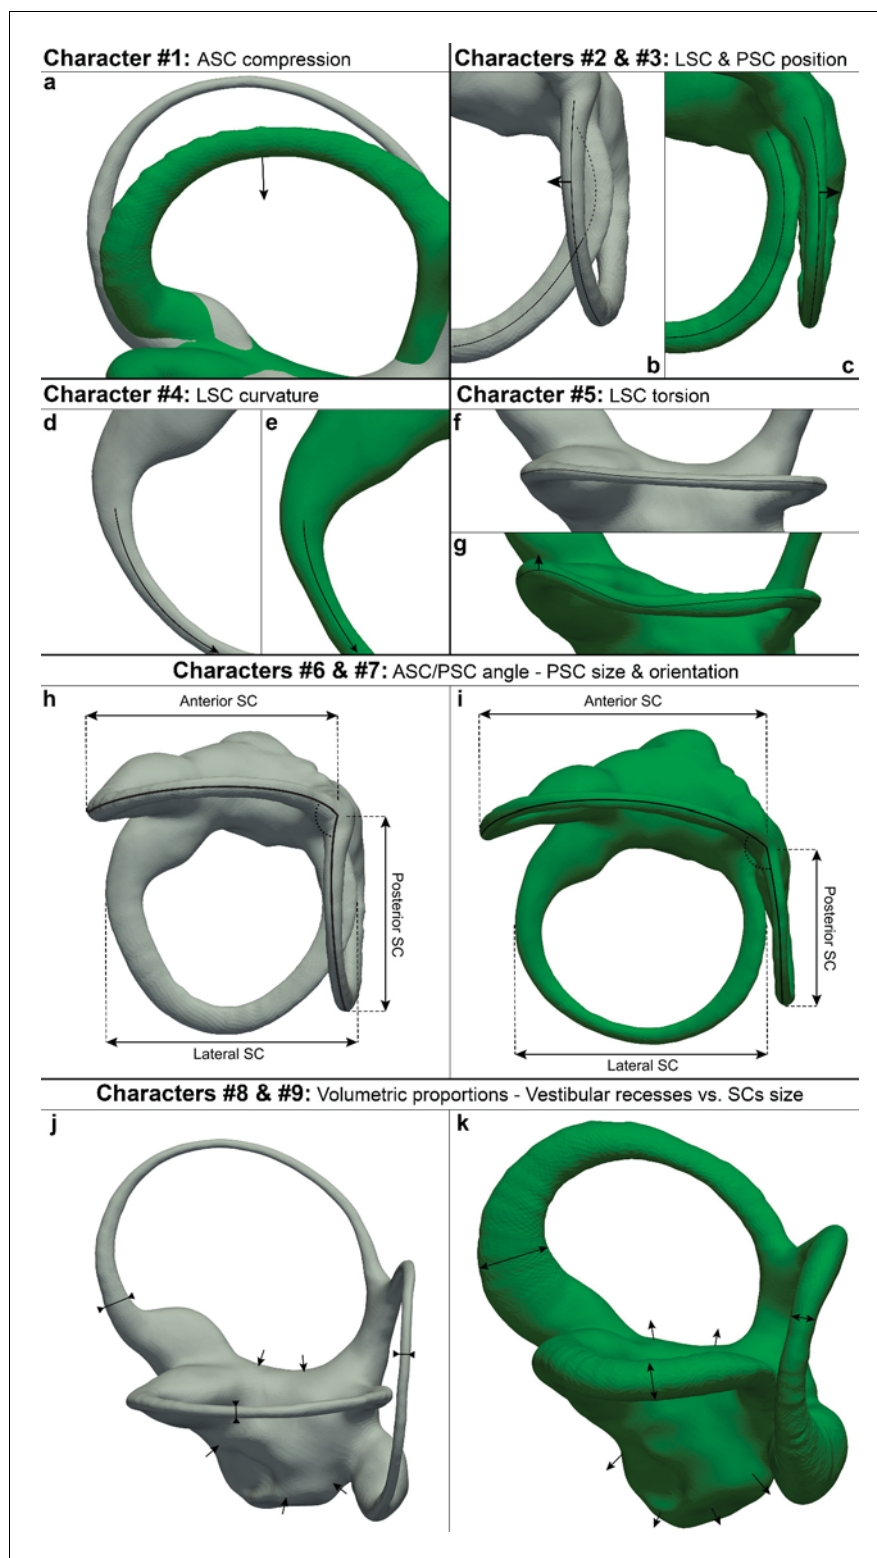 Character #1: ASC compression
Characters #2 & #3: LSC & PSC position
a
b
c
Character #4: LSC curvature
Character #5: LSC torsion
d
e
f
g
Characters #6 & #7: ASC/PSC angle - PSC size & orientation
h
Anterior SC
Posterior SC
Lateral SC
i
Anterior SC
Posterior SC
Lateral SC
Characters #8 & #9: Volumetric proportions - Vestibular recesses vs. SCs size
j
k